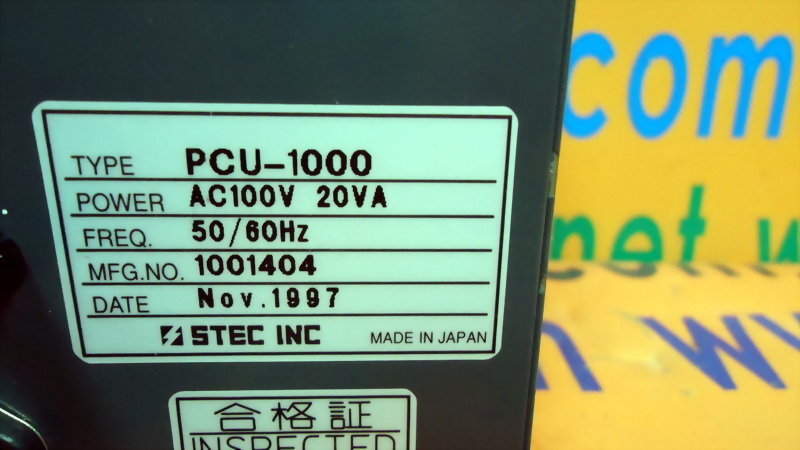 TYPE PCU-1000
POWER AC100V 20VA
FREQ. 50/60Hz
MFG.NO. 1001404
DATE Nov.1997
STEC INC MADE IN JAPAN
合格証
INSPECTED
com
net w